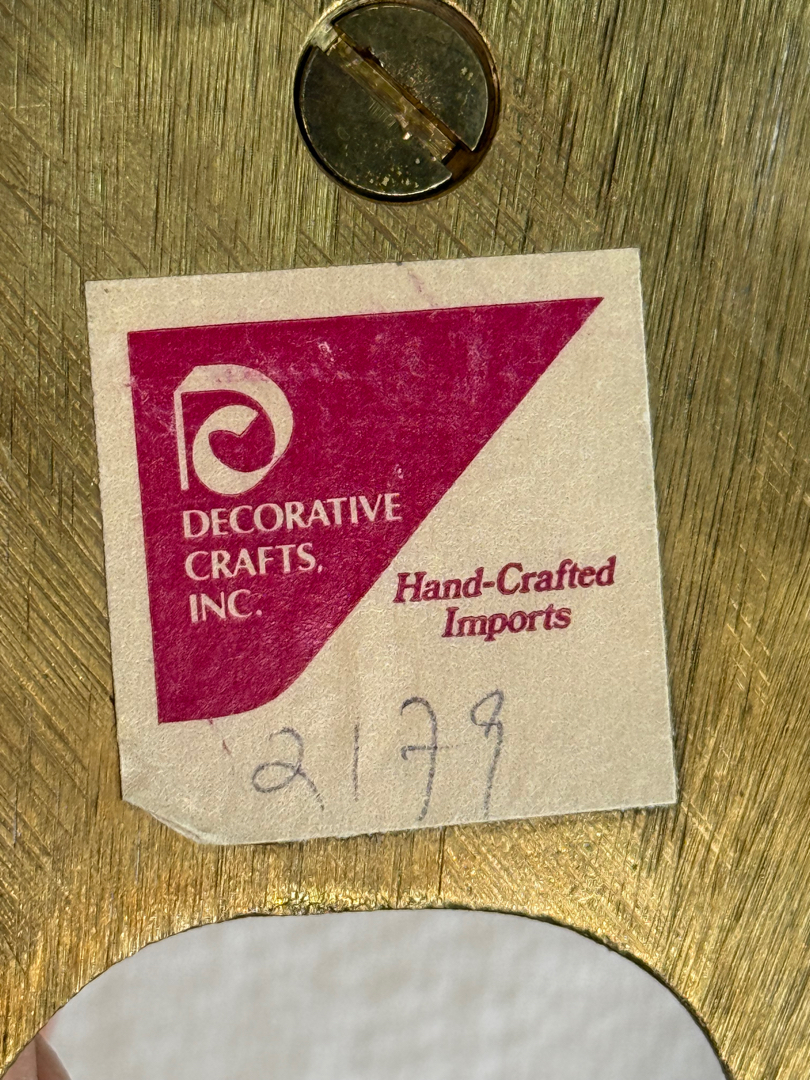 DECORATIVE
CRAFTS,
INC.
Hand-Crafted
Imports
2179